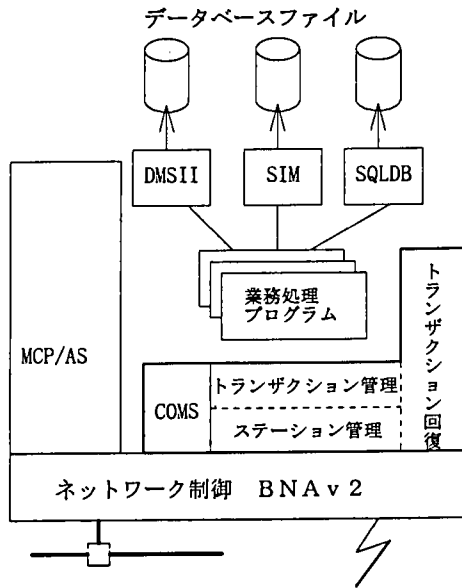 データベースファイル
DMSII
SIM
SQLDB
業務処理
プログラム
トランザクション回復
MCP/AS
COMS
トランザクション管理
ステーション管理
ネットワーク制御 BNAv2